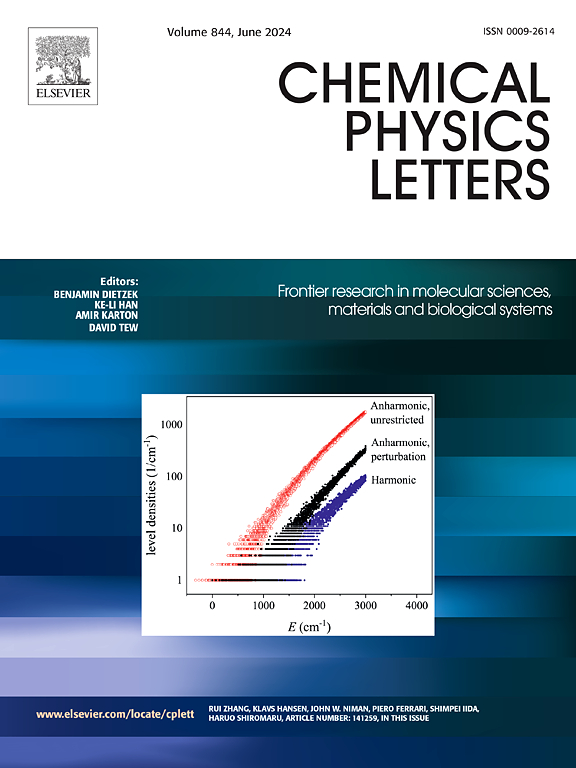 Volume 844, June 2024
ISSN 0009-2614
ELSEVIER
CHEMICAL
PHYSICS
LETTERS
Editors:
BENJAMIN DIETZEK
KE-LI HAN
AMIR KARTON
DAVID TEW
Frontier research in molecular sciences,
materials and biological systems
level densities (1/cm⁻¹)
1000
100
10
1
Anharmonic,
unrestricted
Anharmonic,
perturbation
Harmonic
0 1000 2000 3000 4000
E (cm⁻¹)
www.elsevier.com/locate/cplett
RUI ZHANG, KLAVS HANSEN, JOHN W. NIMAN, PIERO FERRARI, SHIMPEI IIDA,
HARUO SHIROMARU, ARTICLE NUMBER: 141259, IN THIS ISSUE